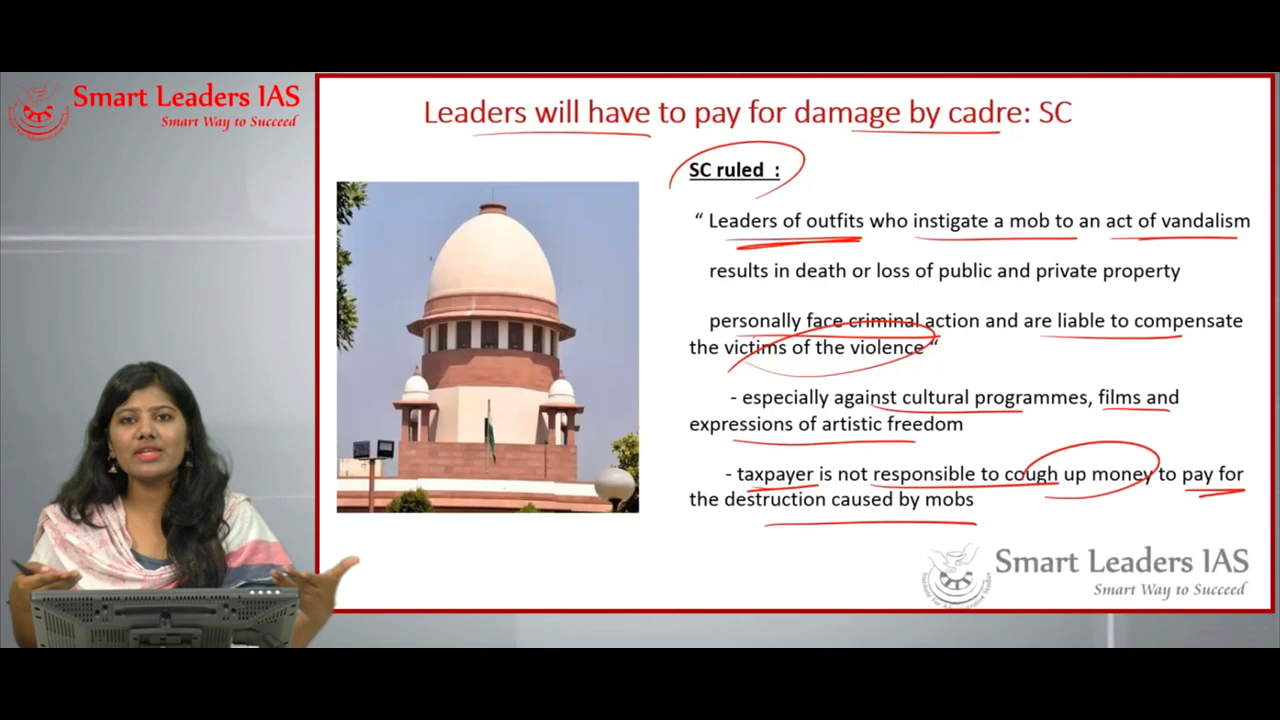 Smart Leaders IAS
Smart Way to Succeed
Leaders will have to pay for damage by cadre: SC
SC ruled :
“ Leaders of outfits who instigate a mob to an act of vandalism
results in death or loss of public and private property
personally face criminal action and are liable to compensate
the victims of the violence “
- especially against cultural programmes, films and
expressions of artistic freedom
- taxpayer is not responsible to cough up money to pay for
the destruction caused by mobs
Smart Leaders IAS
Smart Way to Succeed